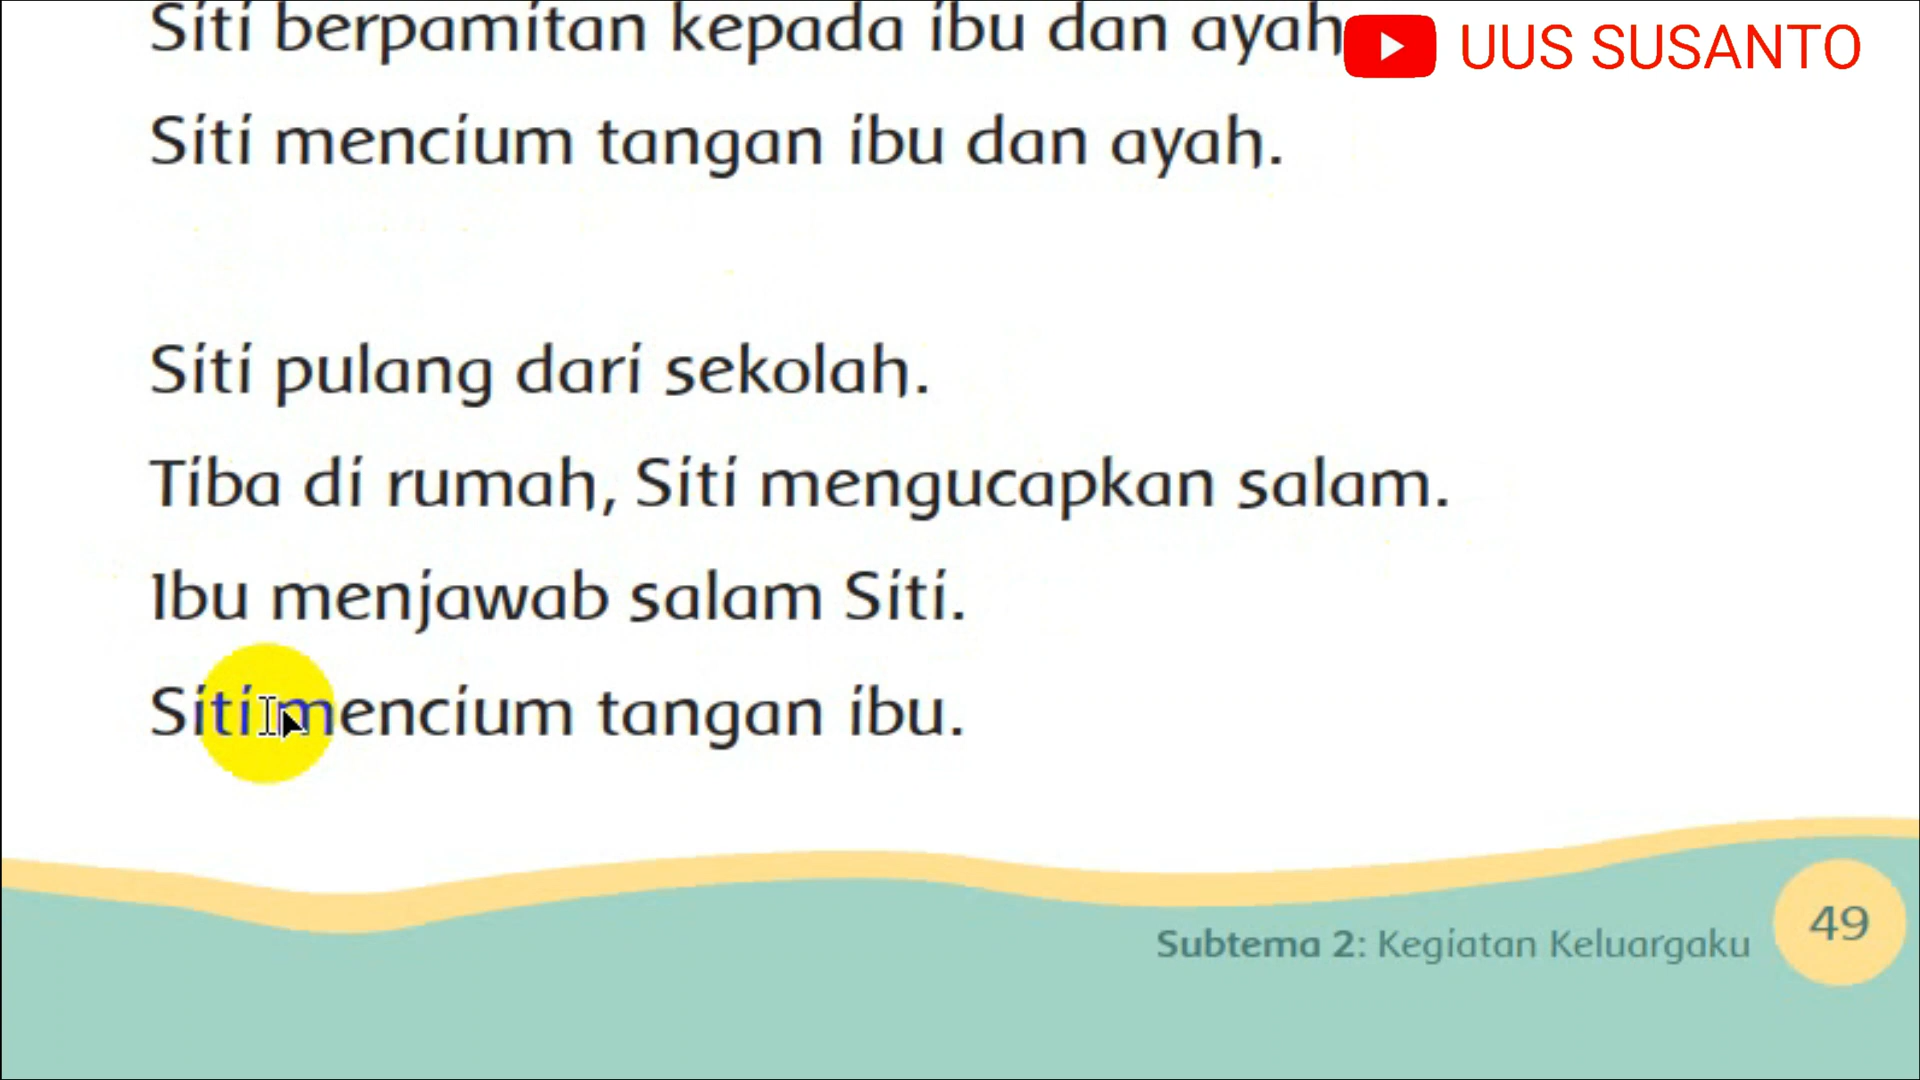 Siti berpamitan kepada ibu dan ayah
UUS SUSANTO
Siti mencium tangan ibu dan ayah.
Siti pulang dari sekolah.
Tiba di rumah, Siti mengucapkan salam.
Ibu menjawab salam Siti.
Siti mencium tangan ibu.
Subtema 2: Kegiatan Keluargaku
49